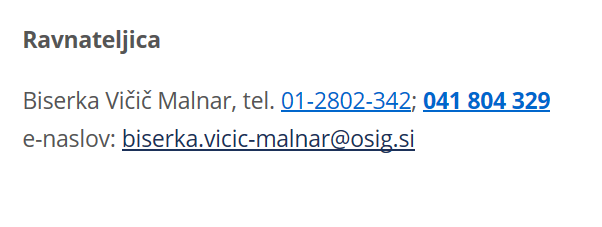 Ravnateljica
Biserka Vičič Malnar, tel. 01-2802-342; 041 804 329
e-naslov: biserka.vicic-malnar@osig.si